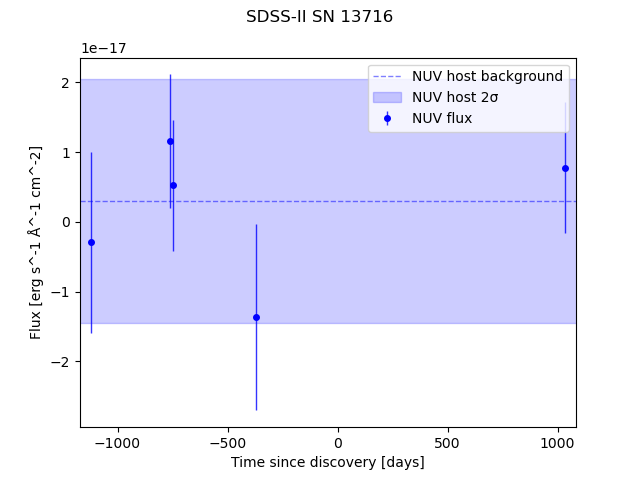 SDSS-II SN 13716
1e−17
NUV host background
NUV host 2σ
NUV flux
2
1
0
−1
−2
Flux [erg s^-1 Å^-1 cm^-2]
−1000
−500
0
500
1000
Time since discovery [days]